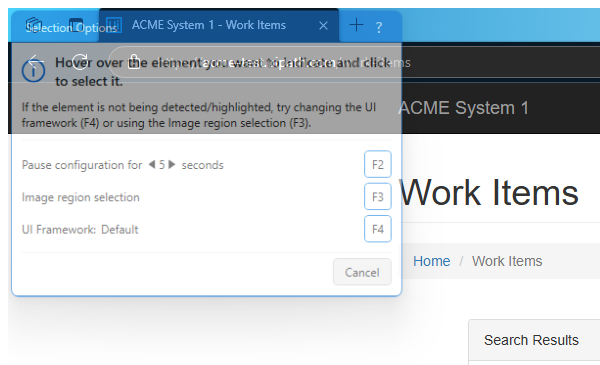 Selection Options
ACME System 1 - Work Items
?
Hover over the element you want to indicate and click
to select it.
If the element is not being detected/highlighted, try changing the UI
framework (F4) or using the Image region selection (F3).
ACME System 1
Pause configuration for 5 seconds
F2
Image region selection
F3
UI Framework: Default
F4
Cancel
Work Items
Home / Work Items
Search Results